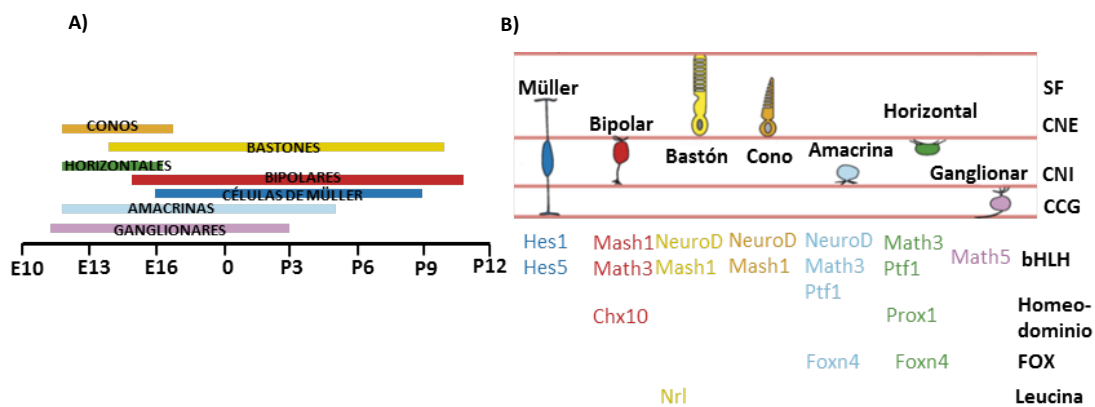 A)
CONOS
BASTONES
HORIZONTALES
BIPOLARES
CÉLULAS DE MÜLLER
AMACRINAS
GANGLIONARES
E10 E13 E16 0 P3 P6 P9 P12
B)
Müller
Bipolar
Bastón
Cono
Amacrina
Horizontal
Ganglionar
SF
CNE
CNI
CCG
Hes1 Mash1 NeuroD NeuroD NeuroD Math3
Hes5 Math3 Mash1 Mash1 Math3 Ptf1 Math5 bHLH
Ptf1
Chx10 Prox1 Homeo-
dominio
Foxn4 Foxn4 FOX
Nrl Leucina